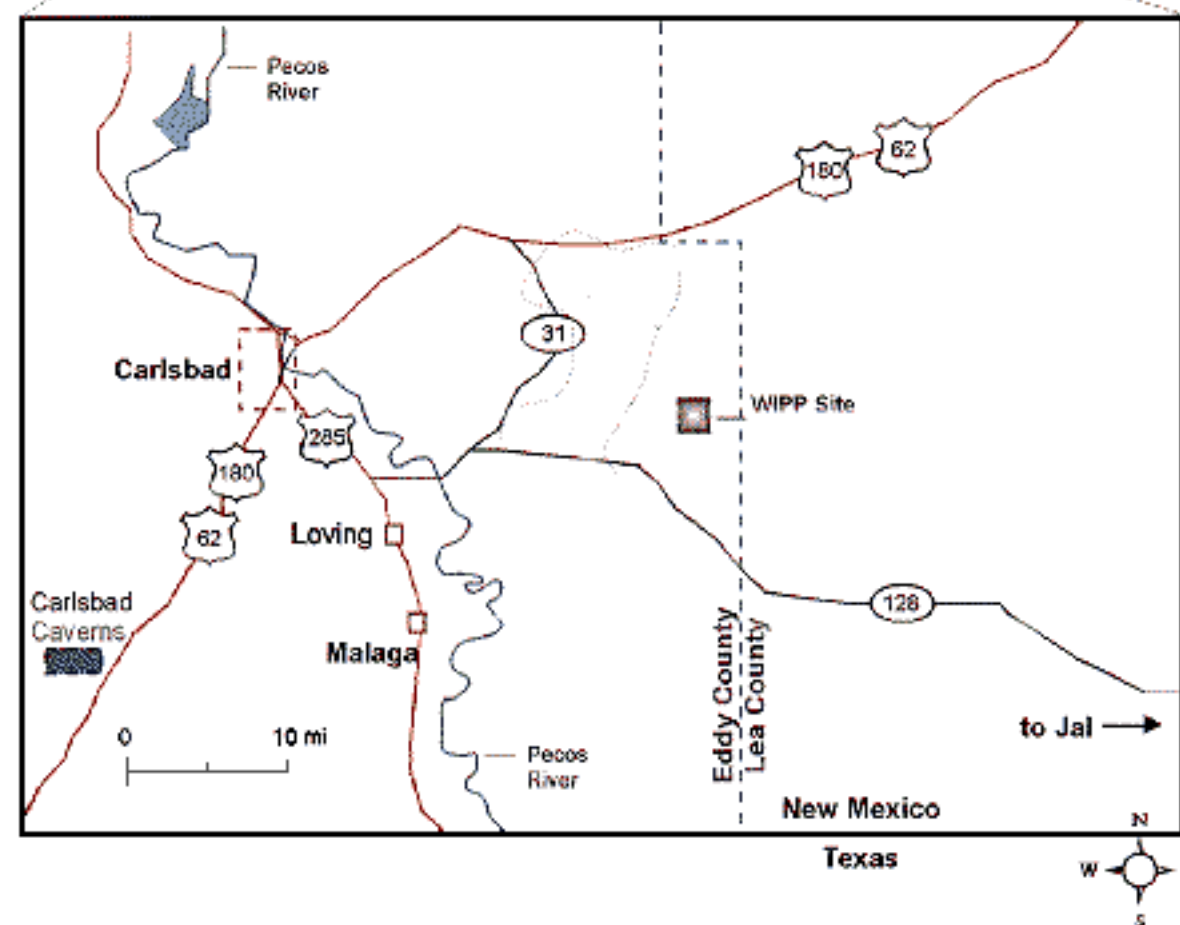 Pecos
River
62
180
31
Carlsbad
WIPP Site
285
180
Loving
62
Carlsbad
Caverns
128
Malaga
Eddy County
Lea County
0 10 mi
to Jal
Pecos
River
New Mexico
Texas
N
W
S